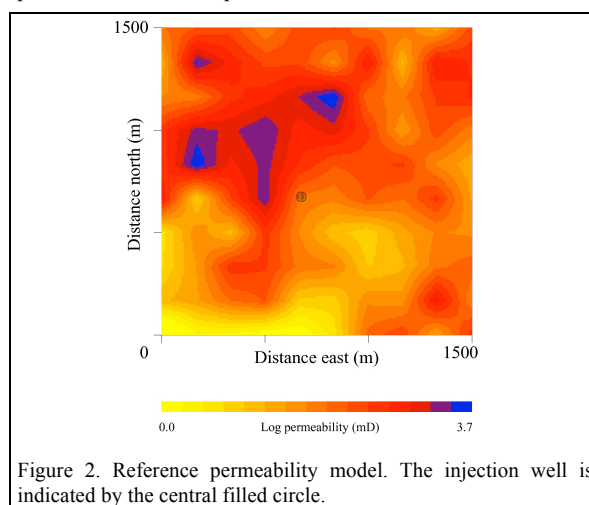 1500
Distance north (m)
0
Distance east (m)
1500
0.0
Log permeability (mD)
3.7
Figure 2. Reference permeability model. The injection well is
indicated by the central filled circle.